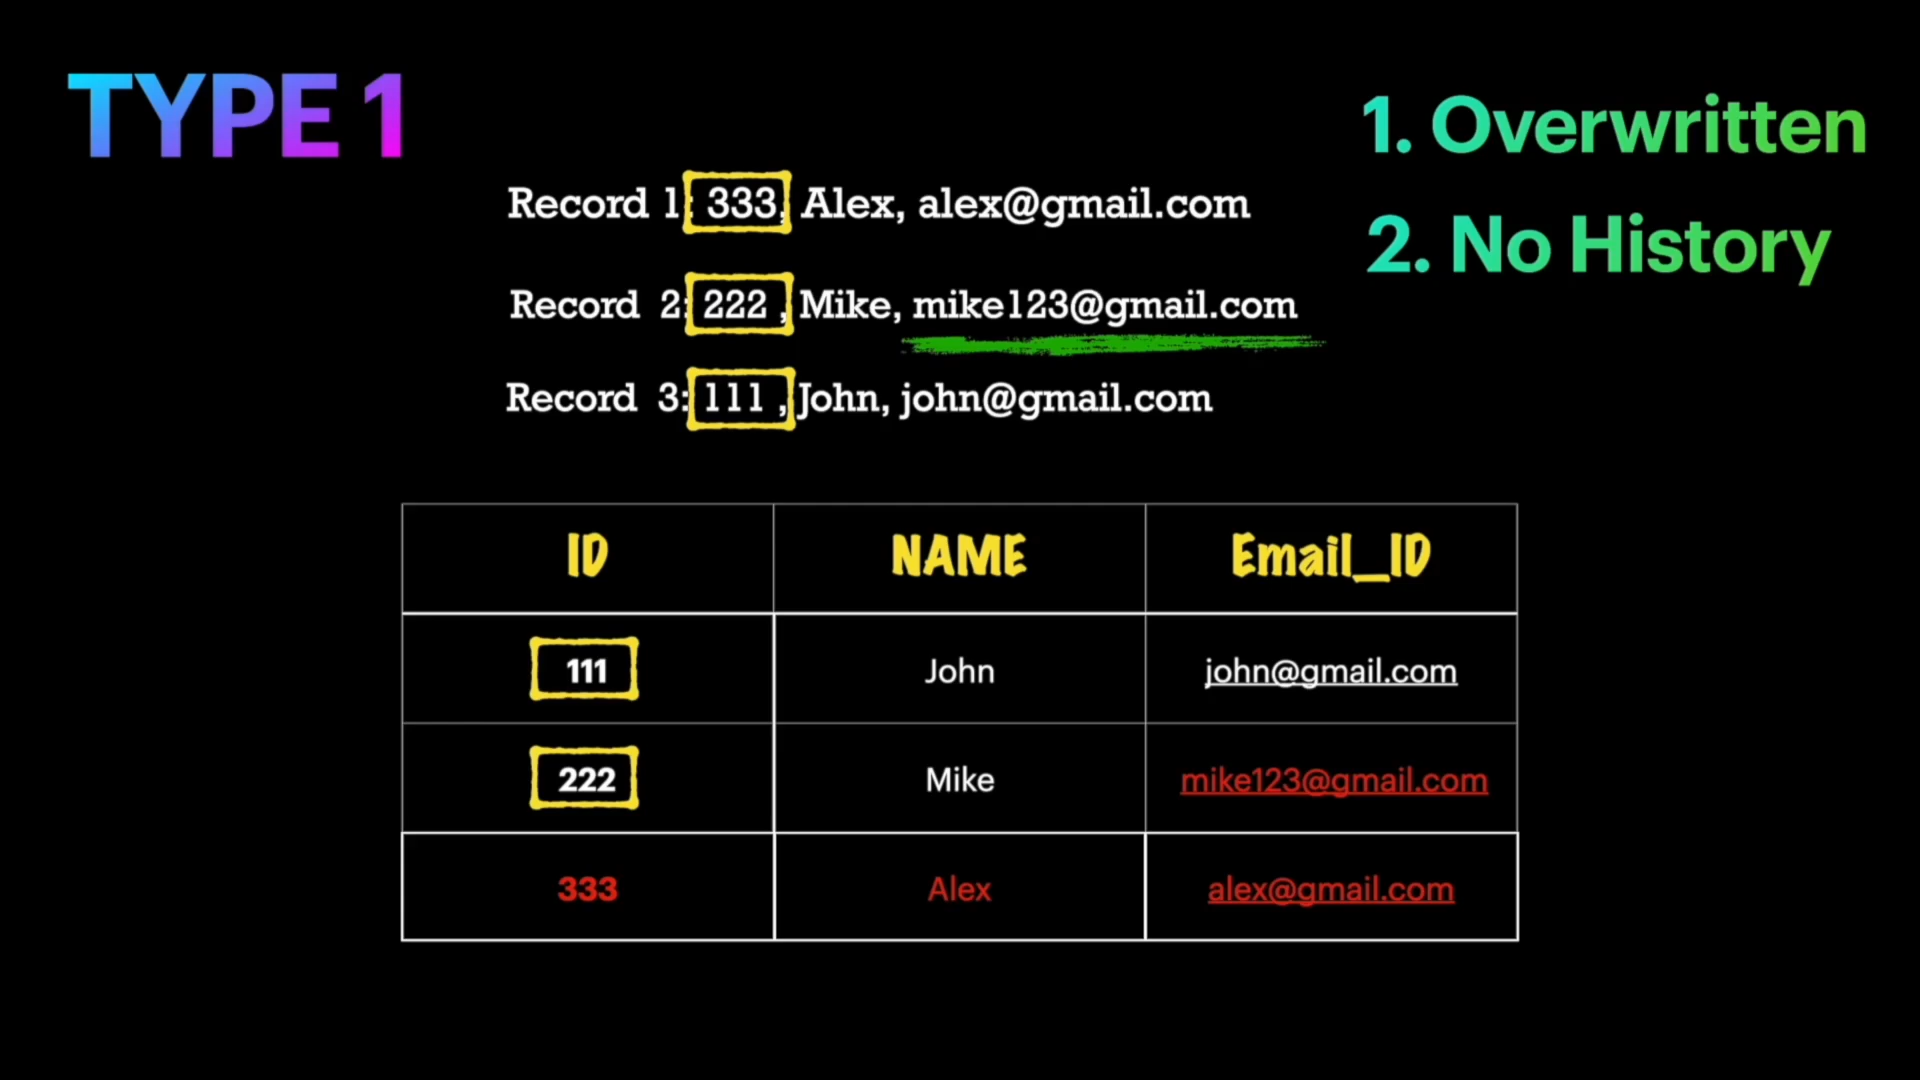 TYPE 1
1. Overwritten
2. No History
Record 1: 333, Alex, alex@gmail.com
Record 2: 222 , Mike, mike123@gmail.com
Record 3: 111 , John, john@gmail.com
ID NAME Email_ID
111 John john@gmail.com
222 Mike mike123@gmail.com
333 Alex alex@gmail.com